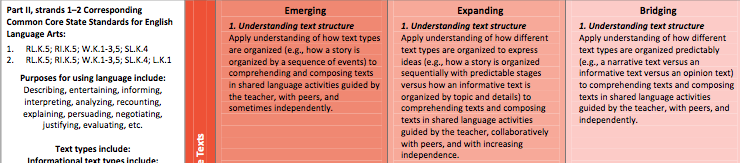 Part II, strands 1–2 Corresponding
Common Core State Standards for English
Language Arts:
1. RL.K.5; RI.K.5; W.K.1-3,5; SL.K.4
2. RL.K.5; RI.K.5; W.K.1-3,5; SL.K.4; L.K.1
Purposes for using language include:
Describing, entertaining, informing,
interpreting, analyzing, recounting,
explaining, persuading, negotiating,
justifying, evaluating, etc.
Text types include:
Informational text types include:
e Texts
Emerging
1. Understanding text structure
Apply understanding of how text types
are organized (e.g., how a story is
organized by a sequence of events) to
comprehending and composing texts
in shared language activities guided by
the teacher, with peers, and
sometimes independently.
Expanding
1. Understanding text structure
Apply understanding of how different
text types are organized to express
ideas (e.g., how a story is organized
sequentially with predictable stages
versus how an informative text is
organized by topic and details) to
comprehending texts and composing
texts in shared language activities
guided by the teacher, collaboratively
with peers, and with increasing
independence.
Bridging
1. Understanding text structure
Apply understanding of how different
text types are organized predictably
(e.g., a narrative text versus an
informative text versus an opinion text)
to comprehending texts and composing
texts in shared language activities
guided by the teacher, with peers, and
independently.